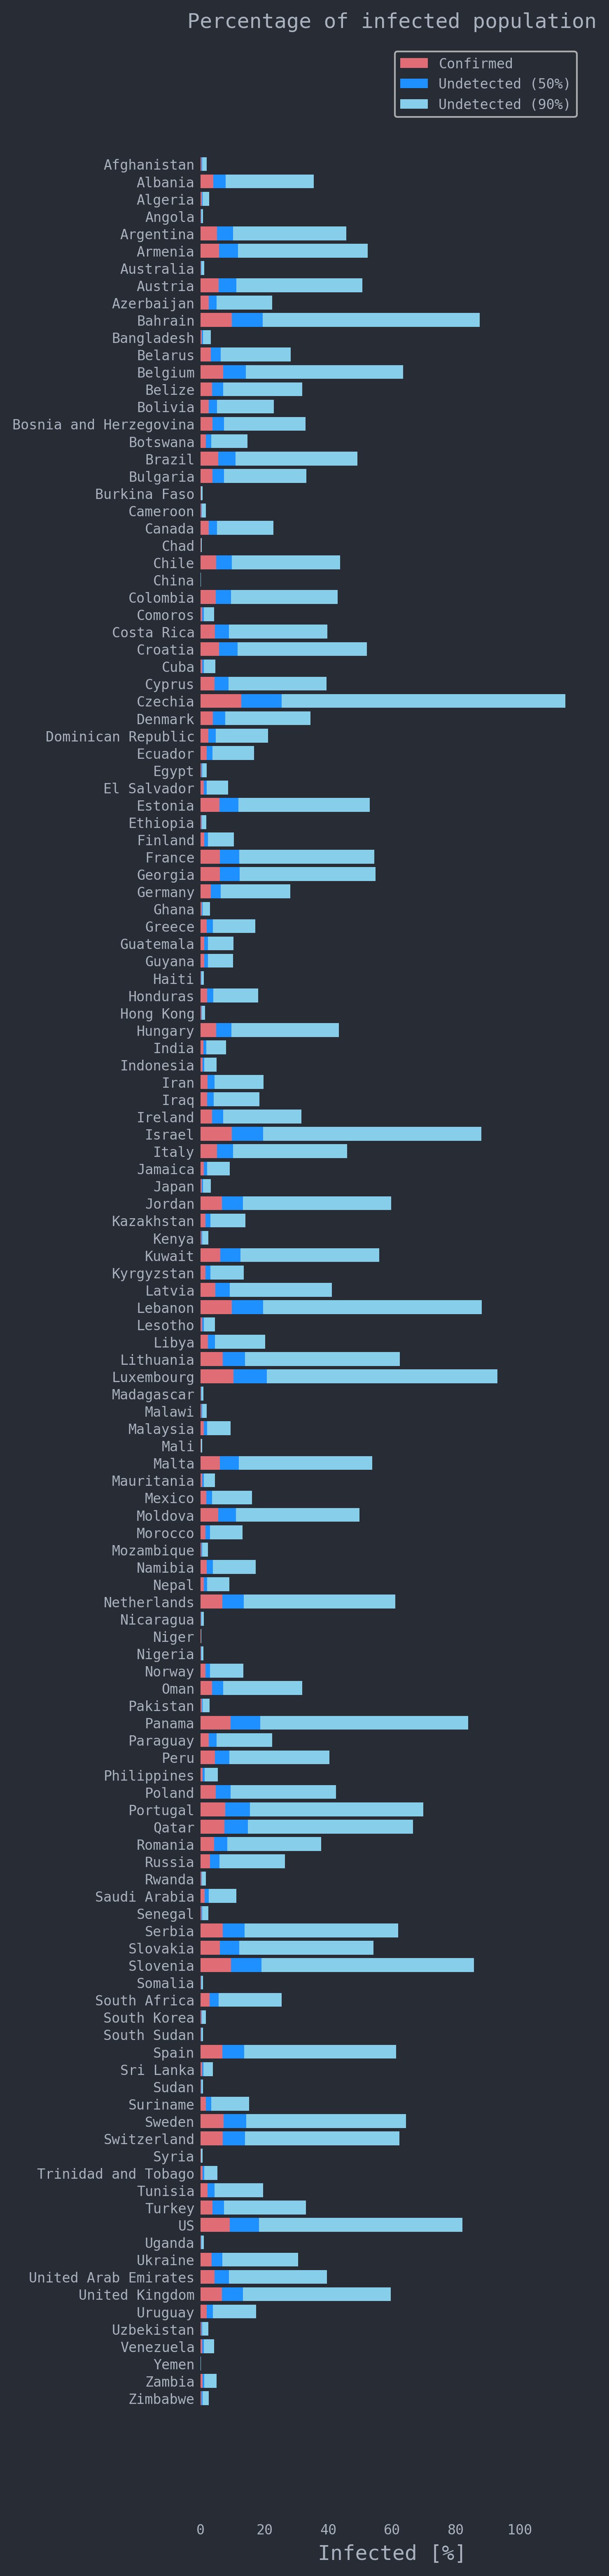 Percentage of infected population
Confirmed
Undetected (50%)
Undetected (90%)
Afghanistan
Albania
Algeria
Angola
Argentina
Armenia
Australia
Austria
Azerbaijan
Bahrain
Bangladesh
Belarus
Belgium
Belize
Bolivia
Bosnia and Herzegovina
Botswana
Brazil
Bulgaria
Burkina Faso
Cameroon
Canada
Chad
Chile
China
Colombia
Comoros
Costa Rica
Croatia
Cuba
Cyprus
Czechia
Denmark
Dominican Republic
Ecuador
Egypt
El Salvador
Estonia
Ethiopia
Finland
France
Georgia
Germany
Ghana
Greece
Guatemala
Guyana
Haiti
Honduras
Hong Kong
Hungary
India
Indonesia
Iran
Iraq
Ireland
Israel
Italy
Jamaica
Japan
Jordan
Kazakhstan
Kenya
Kuwait
Kyrgyzstan
Latvia
Lebanon
Lesotho
Libya
Lithuania
Luxembourg
Madagascar
Malawi
Malaysia
Mali
Malta
Mauritania
Mexico
Moldova
Morocco
Mozambique
Namibia
Nepal
Netherlands
Nicaragua
Niger
Nigeria
Norway
Oman
Pakistan
Panama
Paraguay
Peru
Philippines
Poland
Portugal
Qatar
Romania
Russia
Rwanda
Saudi Arabia
Senegal
Serbia
Slovakia
Slovenia
Somalia
South Africa
South Korea
South Sudan
Spain
Sri Lanka
Sudan
Suriname
Sweden
Switzerland
Syria
Trinidad and Tobago
Tunisia
Turkey
US
Uganda
Ukraine
United Arab Emirates
United Kingdom
Uruguay
Uzbekistan
Venezuela
Yemen
Zambia
Zimbabwe
0 20 40 60 80 100
Infected [%]